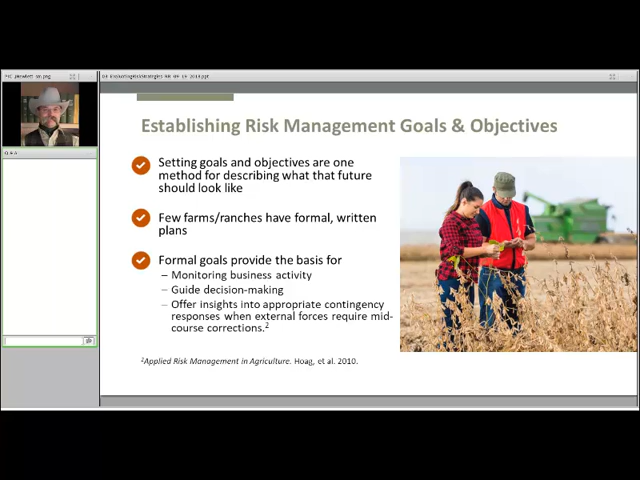 Q & A
Establishing Risk Management Goals & Objectives
Setting goals and objectives are one
method for describing what that future
should look like
Few farms/ranches have formal, written
plans
Formal goals provide the basis for
– Monitoring business activity
– Guide decision-making
– Offer insights into appropriate contingency
responses when external forces require mid-
course corrections.2
2Applied Risk Management in Agriculture. Hoag, et al. 2010.